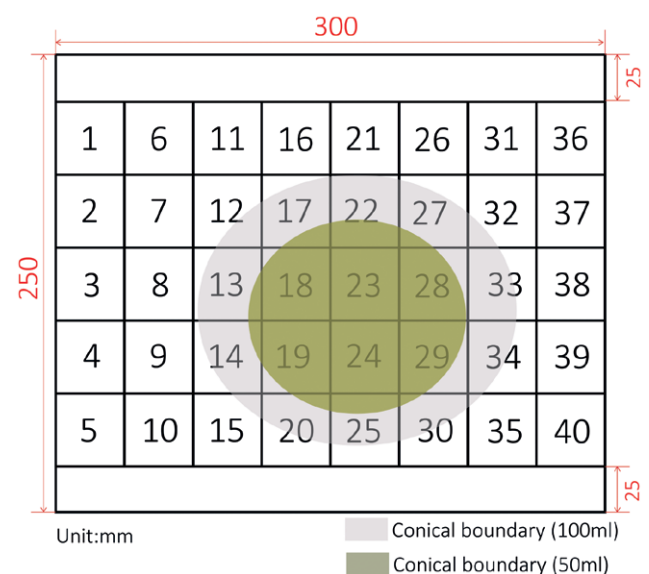 300
25
1 6 11 16 21 26 31 36
2 7 12 17 22 27 32 37
250
3 8 13 18 23 28 33 38
4 9 14 19 24 29 34 39
5 10 15 20 25 30 35 40
25
Unit:mm
Conical boundary (100ml)
Conical boundary (50ml)